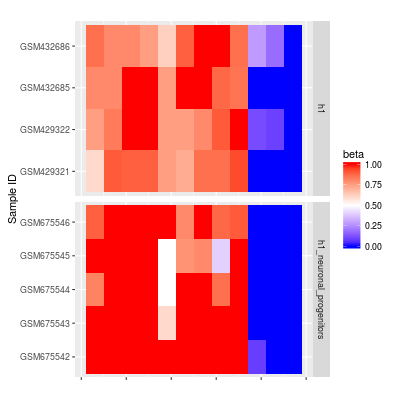 GSM432686
GSM432685
GSM429322
GSM429321
h1
GSM675546
GSM675545
GSM675544
GSM675543
GSM675542
h1_neuronal_progenitors
Sample ID
beta
1.00
0.75
0.50
0.25
0.00